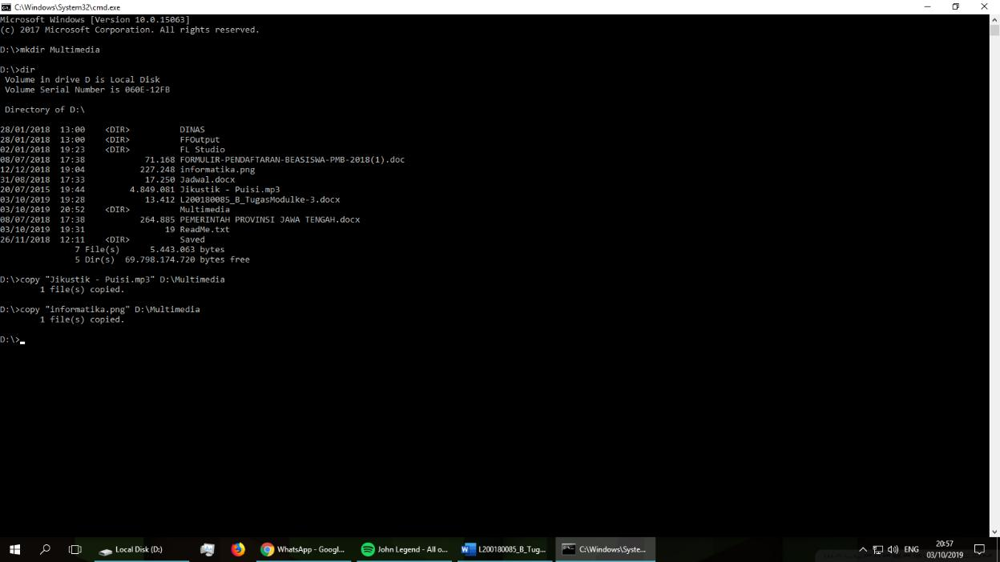 C:\Windows\System32\cmd.exe
Microsoft Windows [Version 10.0.15063]
(c) 2017 Microsoft Corporation. All rights reserved.
D:\>mkdir Multimedia
D:\>dir
Volume in drive D is Local Disk
Volume Serial Number is 060E-12FB
Directory of D:\
28/01/2018  13:00    <DIR>          DINAS
28/01/2018  13:00    <DIR>          FFOutput
02/01/2018  19:23    <DIR>          FL Studio
08/07/2018  17:38            71.168 FORMULIR-PENDAFTARAN-BEASISWA-PMB-2018(1).doc
12/12/2018  19:04           227.248 informatika.png
31/08/2018  17:33            17.250 Jadwal.docx
20/07/2015  19:44         4.849.081 Jikustik - Puisi.mp3
03/10/2019  19:28            13.412 L200180085_B_TugasModulke-3.docx
03/10/2019  20:52    <DIR>          Multimedia
08/07/2018  17:38           264.885 PEMERINTAH PROVINSI JAWA TENGAH.docx
03/10/2019  19:31                19 ReadMe.txt
26/11/2018  12:11    <DIR>          Saved
7 File(s)      5.443.063 bytes
5 Dir(s)  69.798.174.720 bytes free
D:\>copy "Jikustik - Puisi.mp3" D:\Multimedia
1 file(s) copied.
D:\>copy "informatika.png" D:\Multimedia
1 file(s) copied.
D:\>
Local Disk (D:)
WhatsApp - Googl...
John Legend - All o...
L200180085_B_Tug...
C:\Windows\Syste...
ENG
20:57
03/10/2019